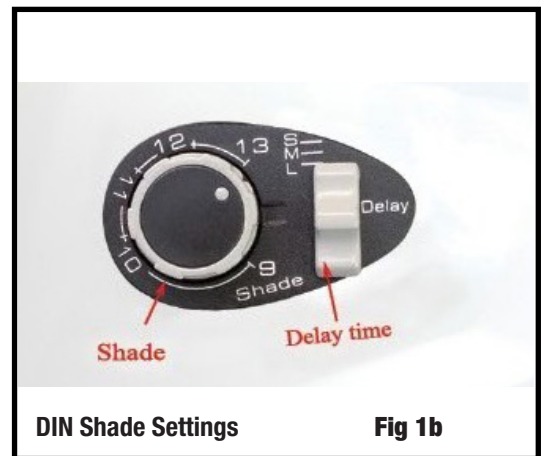 S
M
L
Delay
10 11 12 13
9
Shade
Shade
Delay time
DIN Shade Settings Fig 1b